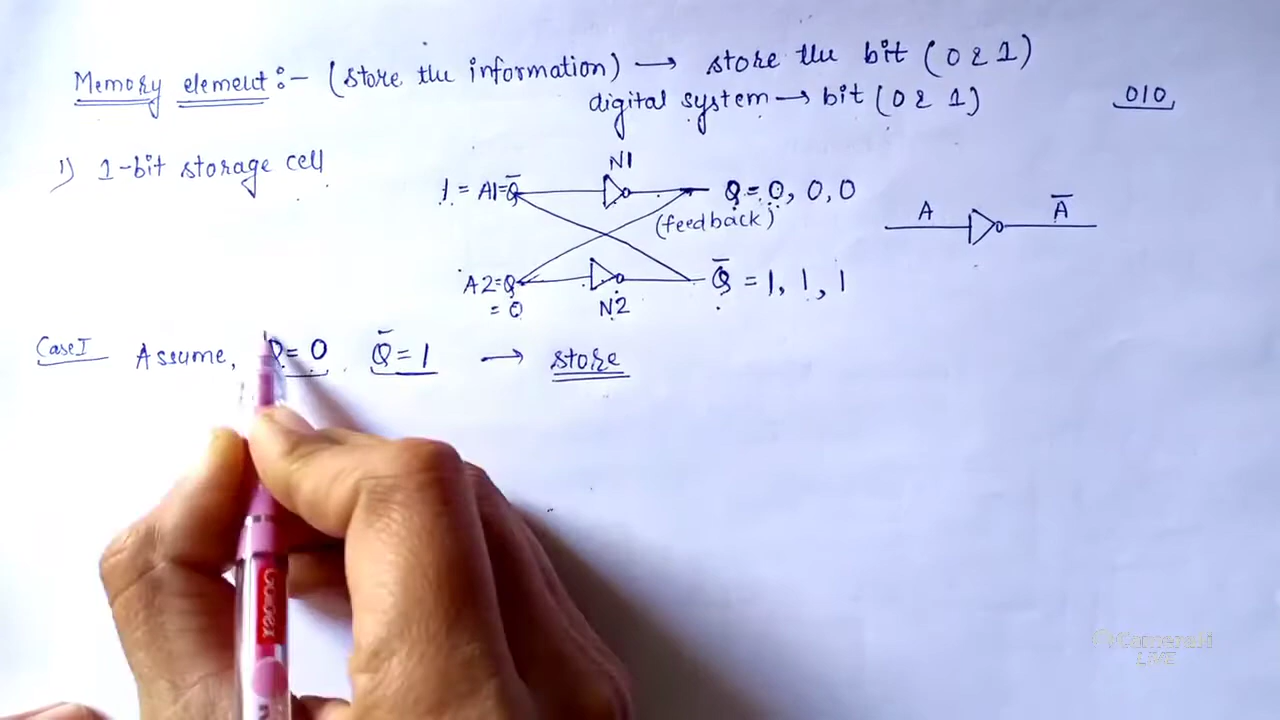 Memory element:- (store the information) → store the bit (0 & 1)
digital system → bit (0 & 1)
010
1) 1-bit storage cell
N1
1 = A1=Q̅
Q = 0, 0, 0
(feedback)
A
A̅
A2=Q
= 0
N2
Q̅ = 1, 1, 1
Case I Assume, Q = 0 Q̅ = 1 → store
LIVE